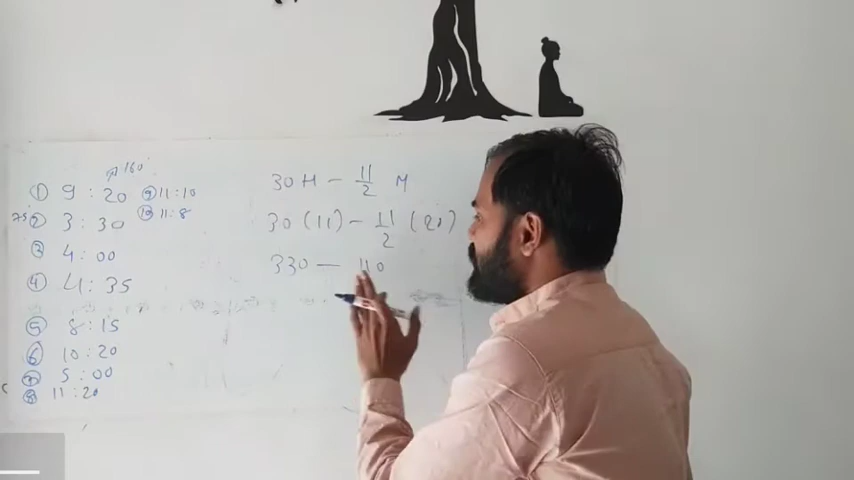 160
① 9 : 20 ⑨ 11 : 10
75 ② 3 : 30 ⑩ 11 : 8
③ 4 : 00
④ 4 : 35
⑤ 8 : 15
⑥ 10 : 20
⑦ 5 : 00
⑧ 11 : 20
30 H - 11/2 M
30 (11) - 11/2 (20)
330 - 110